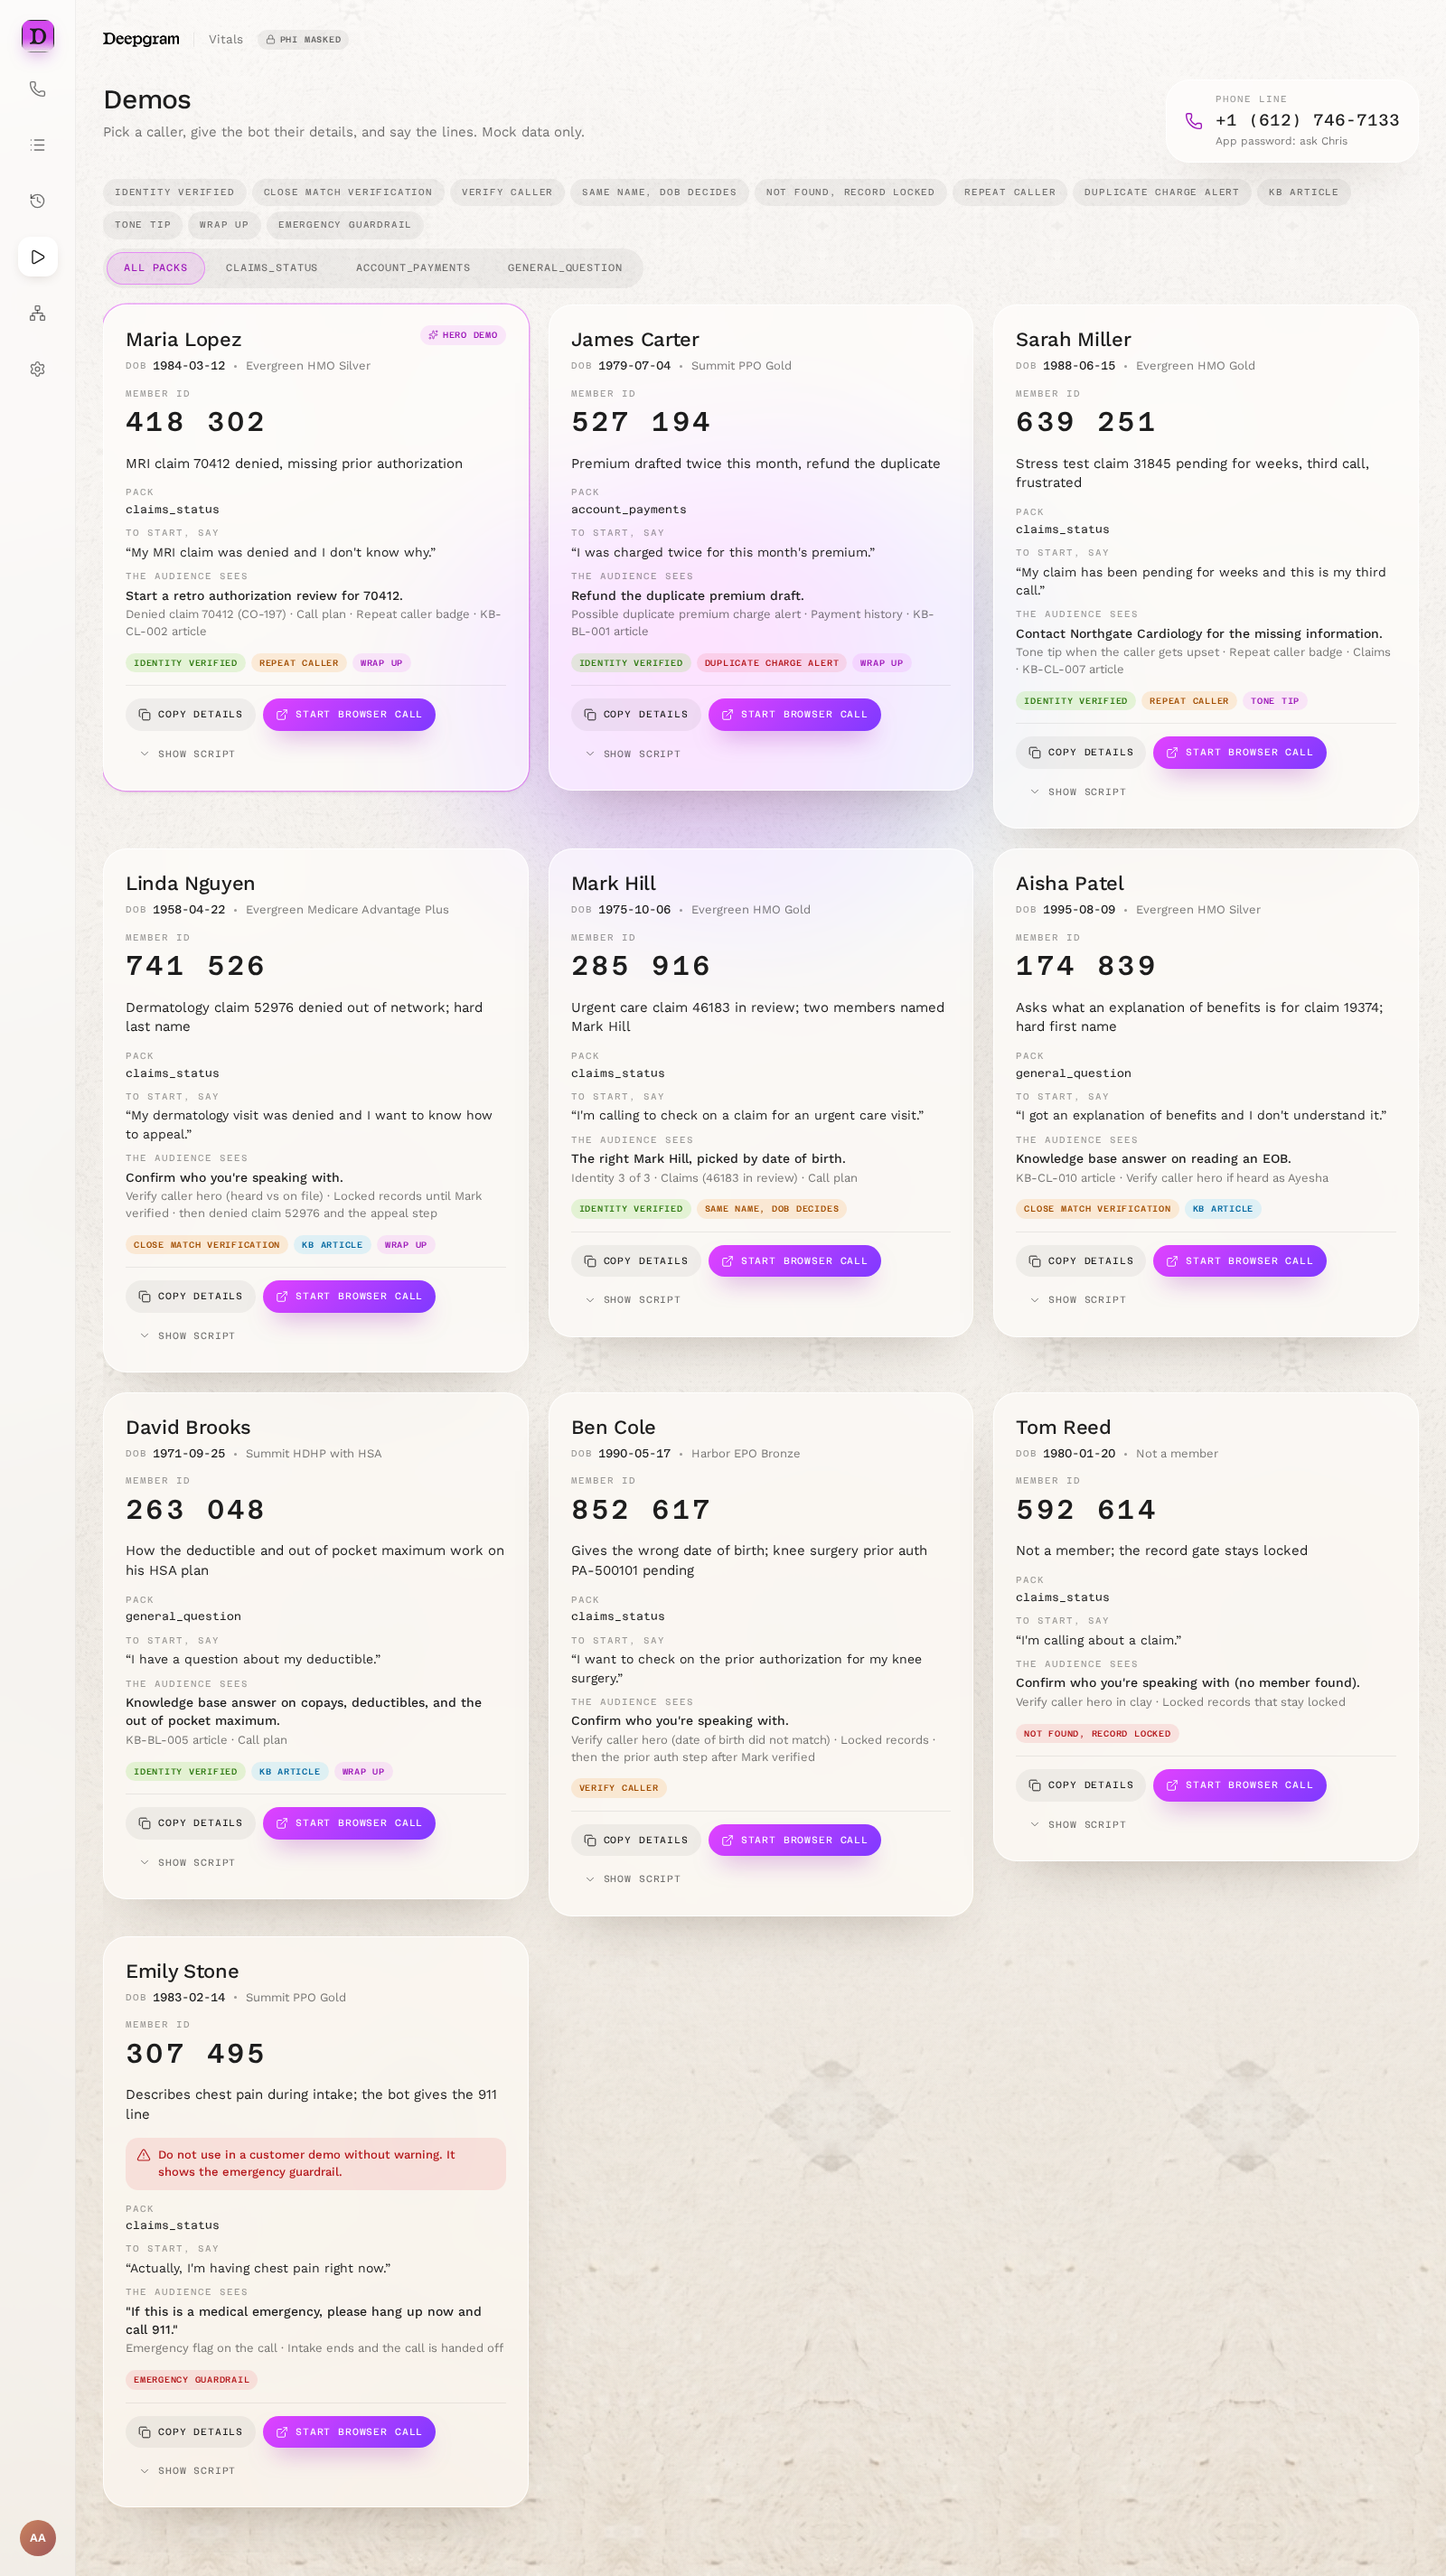 D
Deepgram
Vitals
PHI MASKED
Demos
Pick a caller, give the bot their details, and say the lines. Mock data only.
PHONE LINE
+1 (612) 746-7133
App password: ask Chris
IDENTITY VERIFIED
CLOSE MATCH VERIFICATION
VERIFY CALLER
SAME NAME, DOB DECIDES
NOT FOUND, RECORD LOCKED
REPEAT CALLER
DUPLICATE CHARGE ALERT
KB ARTICLE
TONE TIP
WRAP UP
EMERGENCY GUARDRAIL
ALL PACKS
CLAIMS_STATUS
ACCOUNT_PAYMENTS
GENERAL_QUESTION
Maria Lopez
HERO DEMO
DOB 1984-03-12 • Evergreen HMO Silver
MEMBER ID
418 302
MRI claim 70412 denied, missing prior authorization
PACK
claims_status
TO START, SAY
“My MRI claim was denied and I don't know why.”
THE AUDIENCE SEES
Start a retro authorization review for 70412.
Denied claim 70412 (CO-197) · Call plan · Repeat caller badge · KB-
CL-002 article
IDENTITY VERIFIED
REPEAT CALLER
WRAP UP
COPY DETAILS
START BROWSER CALL
SHOW SCRIPT
James Carter
DOB 1979-07-04 • Summit PPO Gold
MEMBER ID
527 194
Premium drafted twice this month, refund the duplicate
PACK
account_payments
TO START, SAY
“I was charged twice for this month's premium.”
THE AUDIENCE SEES
Refund the duplicate premium draft.
Possible duplicate premium charge alert · Payment history · KB-
BL-001 article
IDENTITY VERIFIED
DUPLICATE CHARGE ALERT
WRAP UP
COPY DETAILS
START BROWSER CALL
SHOW SCRIPT
Sarah Miller
DOB 1988-06-15 • Evergreen HMO Gold
MEMBER ID
639 251
Stress test claim 31845 pending for weeks, third call,
frustrated
PACK
claims_status
TO START, SAY
“My claim has been pending for weeks and this is my third
call.”
THE AUDIENCE SEES
Contact Northgate Cardiology for the missing information.
Tone tip when the caller gets upset · Repeat caller badge · Claims
· KB-CL-007 article
IDENTITY VERIFIED
REPEAT CALLER
TONE TIP
COPY DETAILS
START BROWSER CALL
SHOW SCRIPT
Linda Nguyen
DOB 1958-04-22 • Evergreen Medicare Advantage Plus
MEMBER ID
741 526
Dermatology claim 52976 denied out of network; hard
last name
PACK
claims_status
TO START, SAY
“My dermatology visit was denied and I want to know how
to appeal.”
THE AUDIENCE SEES
Confirm who you're speaking with.
Verify caller hero (heard vs on file) · Locked records until Mark
verified · then denied claim 52976 and the appeal step
CLOSE MATCH VERIFICATION
KB ARTICLE
WRAP UP
COPY DETAILS
START BROWSER CALL
SHOW SCRIPT
Mark Hill
DOB 1975-10-06 • Evergreen HMO Gold
MEMBER ID
285 916
Urgent care claim 46183 in review; two members named
Mark Hill
PACK
claims_status
TO START, SAY
“I'm calling to check on a claim for an urgent care visit.”
THE AUDIENCE SEES
The right Mark Hill, picked by date of birth.
Identity 3 of 3 · Claims (46183 in review) · Call plan
IDENTITY VERIFIED
SAME NAME, DOB DECIDES
COPY DETAILS
START BROWSER CALL
SHOW SCRIPT
Aisha Patel
DOB 1995-08-09 • Evergreen HMO Silver
MEMBER ID
174 839
Asks what an explanation of benefits is for claim 19374;
hard first name
PACK
general_question
TO START, SAY
“I got an explanation of benefits and I don't understand it.”
THE AUDIENCE SEES
Knowledge base answer on reading an EOB.
KB-CL-010 article · Verify caller hero if heard as Ayesha
CLOSE MATCH VERIFICATION
KB ARTICLE
COPY DETAILS
START BROWSER CALL
SHOW SCRIPT
David Brooks
DOB 1971-09-25 • Summit HDHP with HSA
MEMBER ID
263 048
How the deductible and out of pocket maximum work on
his HSA plan
PACK
general_question
TO START, SAY
“I have a question about my deductible.”
THE AUDIENCE SEES
Knowledge base answer on copays, deductibles, and the
out of pocket maximum.
KB-BL-005 article · Call plan
IDENTITY VERIFIED
KB ARTICLE
WRAP UP
COPY DETAILS
START BROWSER CALL
SHOW SCRIPT
Ben Cole
DOB 1990-05-17 • Harbor EPO Bronze
MEMBER ID
852 617
Gives the wrong date of birth; knee surgery prior auth
PA-500101 pending
PACK
claims_status
TO START, SAY
“I want to check on the prior authorization for my knee
surgery.”
THE AUDIENCE SEES
Confirm who you're speaking with.
Verify caller hero (date of birth did not match) · Locked records ·
then the prior auth step after Mark verified
VERIFY CALLER
COPY DETAILS
START BROWSER CALL
SHOW SCRIPT
Tom Reed
DOB 1980-01-20 • Not a member
MEMBER ID
592 614
Not a member; the record gate stays locked
PACK
claims_status
TO START, SAY
“I'm calling about a claim.”
THE AUDIENCE SEES
Confirm who you're speaking with (no member found).
Verify caller hero in clay · Locked records that stay locked
NOT FOUND, RECORD LOCKED
COPY DETAILS
START BROWSER CALL
SHOW SCRIPT
Emily Stone
DOB 1983-02-14 • Summit PPO Gold
MEMBER ID
307 495
Describes chest pain during intake; the bot gives the 911
line
Do not use in a customer demo without warning. It
shows the emergency guardrail.
PACK
claims_status
TO START, SAY
“Actually, I'm having chest pain right now.”
THE AUDIENCE SEES
"If this is a medical emergency, please hang up now and
call 911."
Emergency flag on the call · Intake ends and the call is handed off
EMERGENCY GUARDRAIL
COPY DETAILS
START BROWSER CALL
SHOW SCRIPT
AA